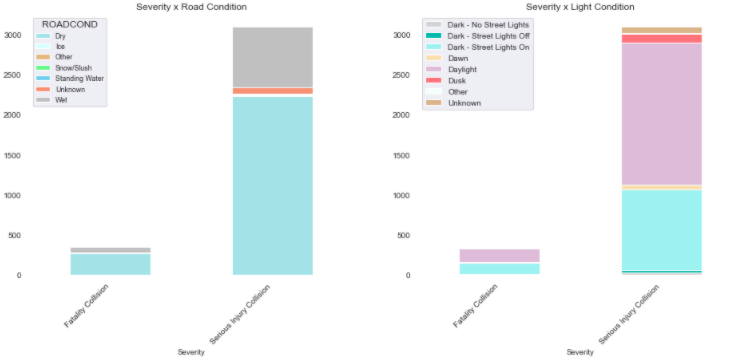 Severity x Road Condition
3000
2500
2000
1500
1000
500
0
ROADCOND
Dry
Ice
Other
Snow/Slush
Standing Water
Unknown
Wet
Fatality Collision
Serious Injury Collision
Severity
Severity x Light Condition
3000
2500
2000
1500
1000
500
0
Dark - No Street Lights
Dark - Street Lights Off
Dark - Street Lights On
Dawn
Daylight
Dusk
Other
Unknown
Fatality Collision
Serious Injury Collision
Severity